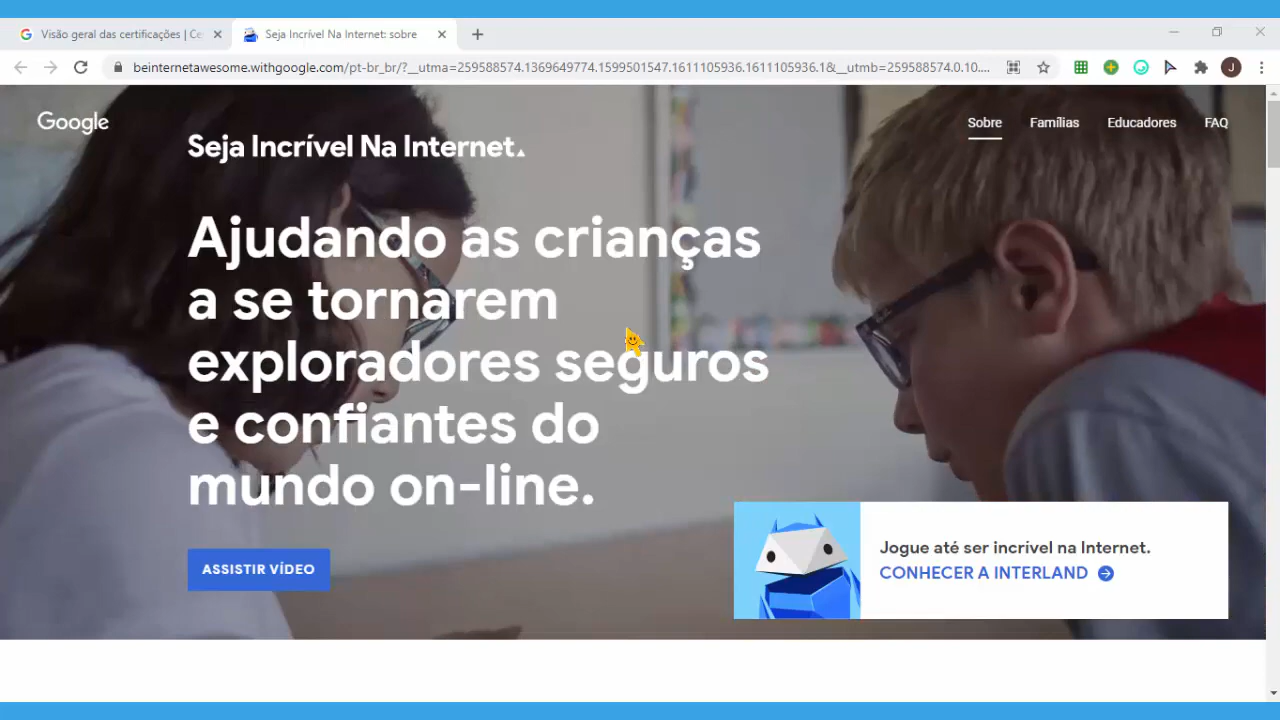 Visão geral das certificações | Ce
Seja Incrível Na Internet: sobre
beinternetawesome.withgoogle.com/pt-br_br/?__utma=259588574.1369649774.1599501547.1611105936.1611105936.1&__utmb=259588574.0.10....
J
Google
Sobre
Famílias
Educadores
FAQ
Seja Incrível Na Internet.
Ajudando as crianças
a se tornarem
exploradores seguros
e confiantes do
mundo on-line.
ASSISTIR VÍDEO
Jogue até ser incrível na Internet.
CONHECER A INTERLAND